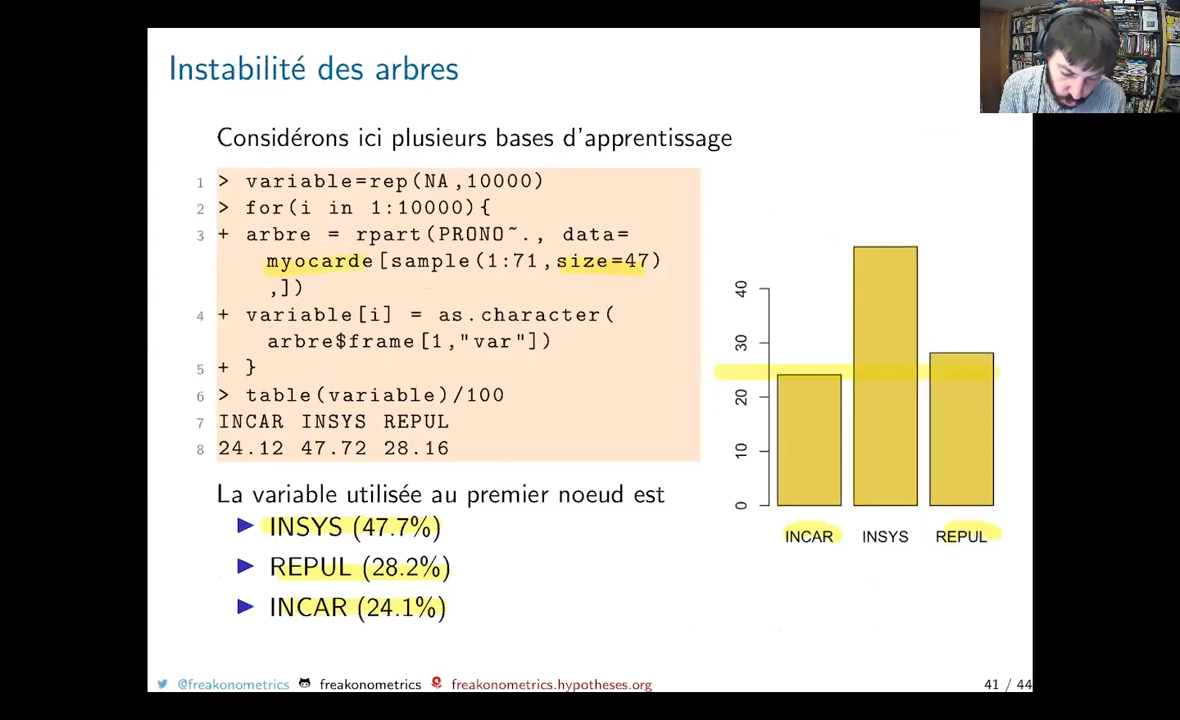 Instabilité des arbres
Considérons ici plusieurs bases d'apprentissage
1 > variable=rep(NA,10000)
2 > for(i in 1:10000){
3 + arbre = rpart(PRONO~., data=
myocarde[sample(1:71,size=47)
,])
4 + variable[i] = as.character(
arbre$frame[1,"var"])
5 + }
6 > table(variable)/100
7 INCAR INSYS REPUL
8 24.12 47.72 28.16
La variable utilisée au premier noeud est
INSYS (47.7%)
REPUL (28.2%)
INCAR (24.1%)
40
30
20
10
0
INCAR INSYS REPUL
@freakonometrics freakonometrics freakonometrics.hypotheses.org 41 / 44